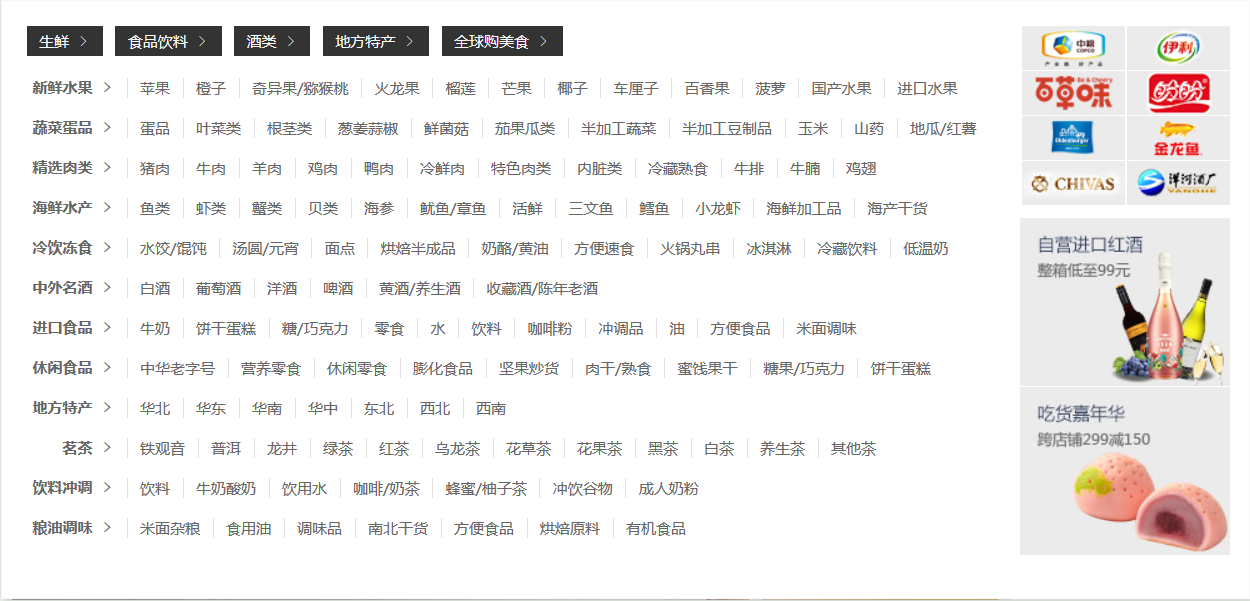 生鲜 食品饮料 酒类 地方特产 全球购美食
新鲜水果 苹果 橙子 奇异果/猕猴桃 火龙果 榴莲 芒果 椰子 车厘子 百香果 菠萝 国产水果 进口水果
蔬菜蛋品 蛋品 叶菜类 根茎类 葱姜蒜椒 鲜菌菇 茄果瓜类 半加工蔬菜 半加工豆制品 玉米 山药 地瓜/红薯
精选肉类 猪肉 牛肉 羊肉 鸡肉 鸭肉 冷鲜肉 特色肉类 内脏类 冷藏熟食 牛排 牛腩 鸡翅
海鲜水产 鱼类 虾类 蟹类 贝类 海参 鱿鱼/章鱼 活鲜 三文鱼 鳕鱼 小龙虾 海鲜加工品 海产干货
冷饮冻食 水饺/馄饨 汤圆/元宵 面点 烘焙半成品 奶酪/黄油 方便速食 火锅丸串 冰淇淋 冷藏饮料 低温奶
中外名酒 白酒 葡萄酒 洋酒 啤酒 黄酒/养生酒 收藏酒/陈年老酒
进口食品 牛奶 饼干蛋糕 糖/巧克力 零食 水 饮料 咖啡粉 冲调品 油 方便食品 米面调味
休闲食品 中华老字号 营养零食 休闲零食 膨化食品 坚果炒货 肉干/熟食 蜜饯果干 糖果/巧克力 饼干蛋糕
地方特产 华北 华东 华南 华中 东北 西北 西南
茗茶 铁观音 普洱 龙井 绿茶 红茶 乌龙茶 花草茶 花果茶 黑茶 白茶 养生茶 其他茶
饮料冲调 饮料 牛奶酸奶 饮用水 咖啡/奶茶 蜂蜜/柚子茶 冲饮谷物 成人奶粉
粮油调味 米面杂粮 食用油 调味品 南北干货 方便食品 烘焙原料 有机食品
中粮 COFCO
产业链 好产品
伊利
Be & Cheery
百草味
盼盼
Oldenburger
金龙鱼
CHIVAS
洋河酒厂
YANGHE
自营进口红酒
整箱低至99元
吃货嘉年华
跨店铺299减150